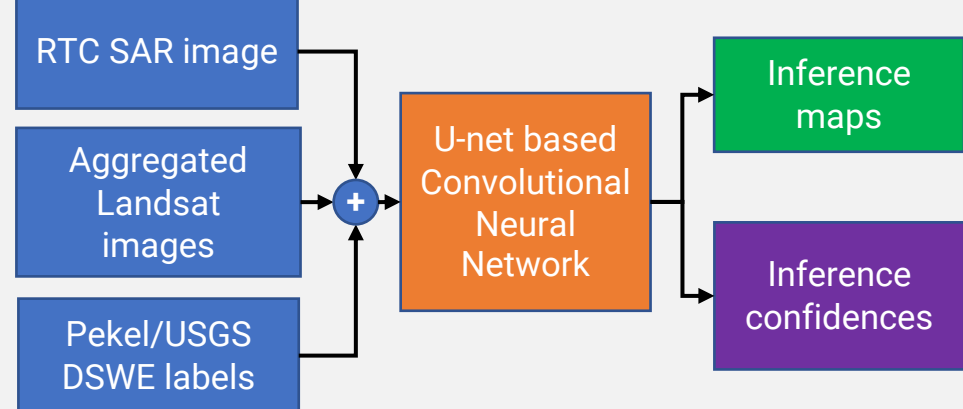 RTC SAR image
Aggregated
Landsat
images
Pekel/USGS
DSWE labels
+
U-net based
Convolutional
Neural
Network
Inference
maps
Inference
confidences